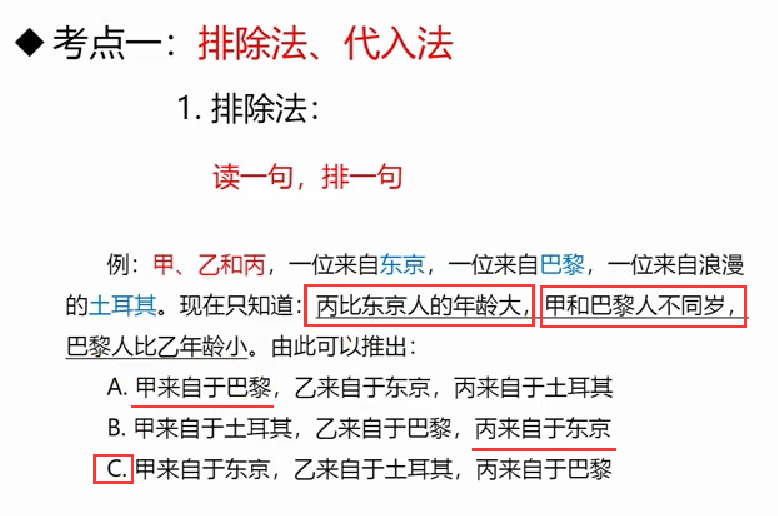 ◆ 考点一：排除法、代入法
1. 排除法：
读一句，排一句
例：甲、乙和丙，一位来自东京，一位来自巴黎，一位来自浪漫
的土耳其。现在只知道：丙比东京人的年龄大，甲和巴黎人不同岁，
巴黎人比乙年龄小。由此可以推出：
A. 甲来自于巴黎，乙来自于东京，丙来自于土耳其
B. 甲来自于土耳其，乙来自于巴黎，丙来自于东京
C. 甲来自于东京，乙来自于土耳其，丙来自于巴黎